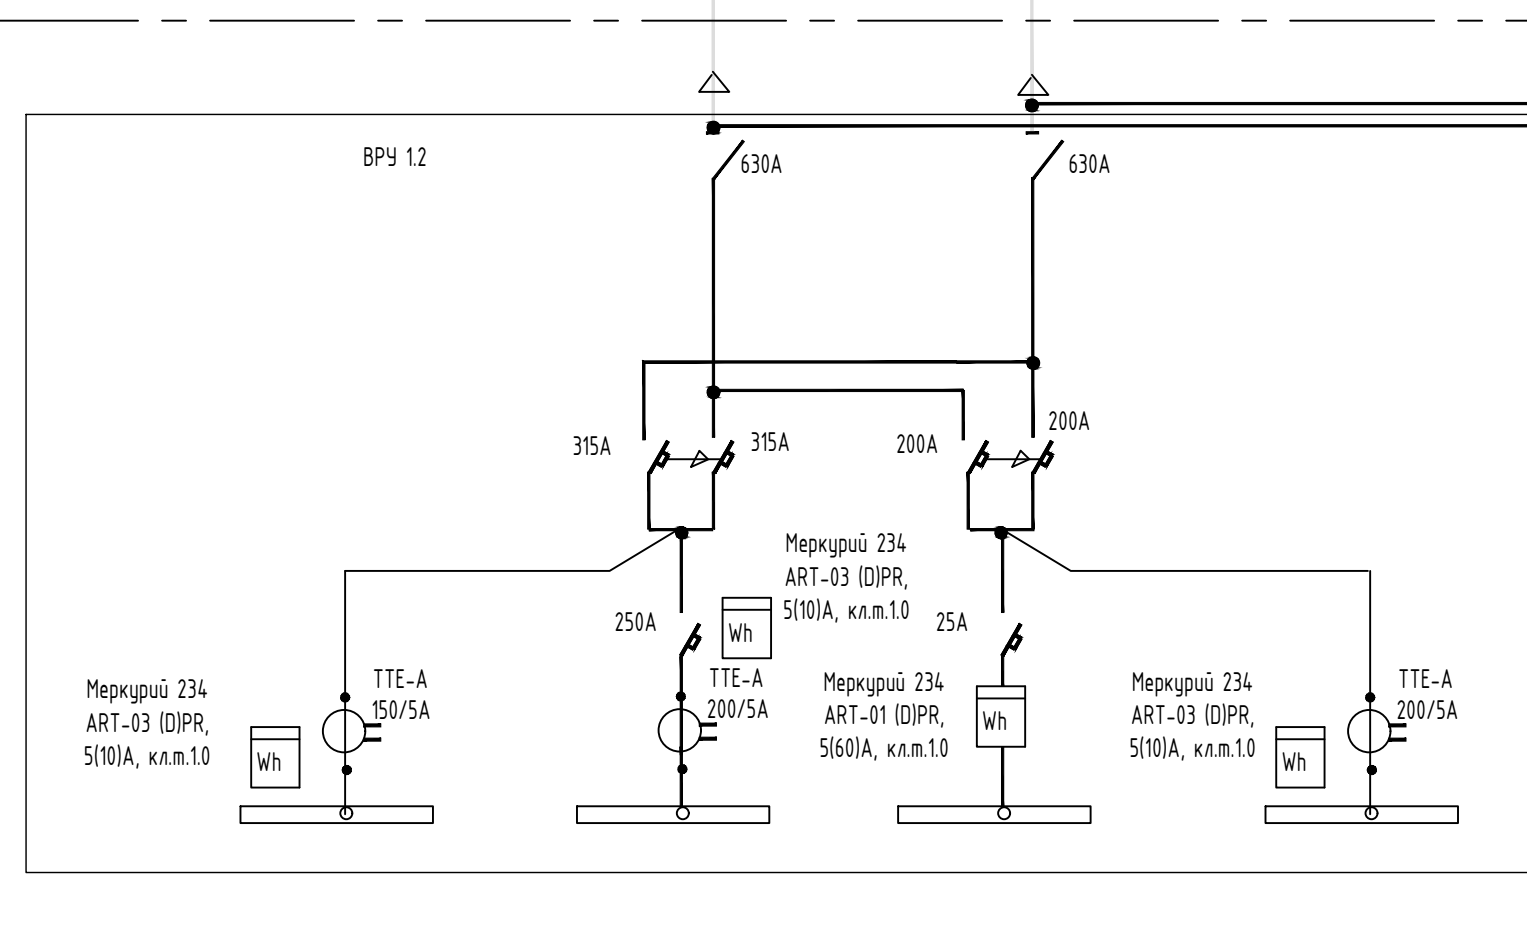 ВРУ 1.2
630А
630А
315А
315А
200А
200А
Меркурий 234
ART-03 (D)PR,
5(10)А, кл.т.1.0
250А
Wh
25А
ТТЕ-А
200/5А
Меркурий 234
ART-03 (D)PR,
5(10)А, кл.т.1.0
Wh
ТТЕ-А
150/5А
Меркурий 234
ART-01 (D)PR,
5(60)А, кл.т.1.0
Wh
Меркурий 234
ART-03 (D)PR,
5(10)А, кл.т.1.0
Wh
ТТЕ-А
200/5А